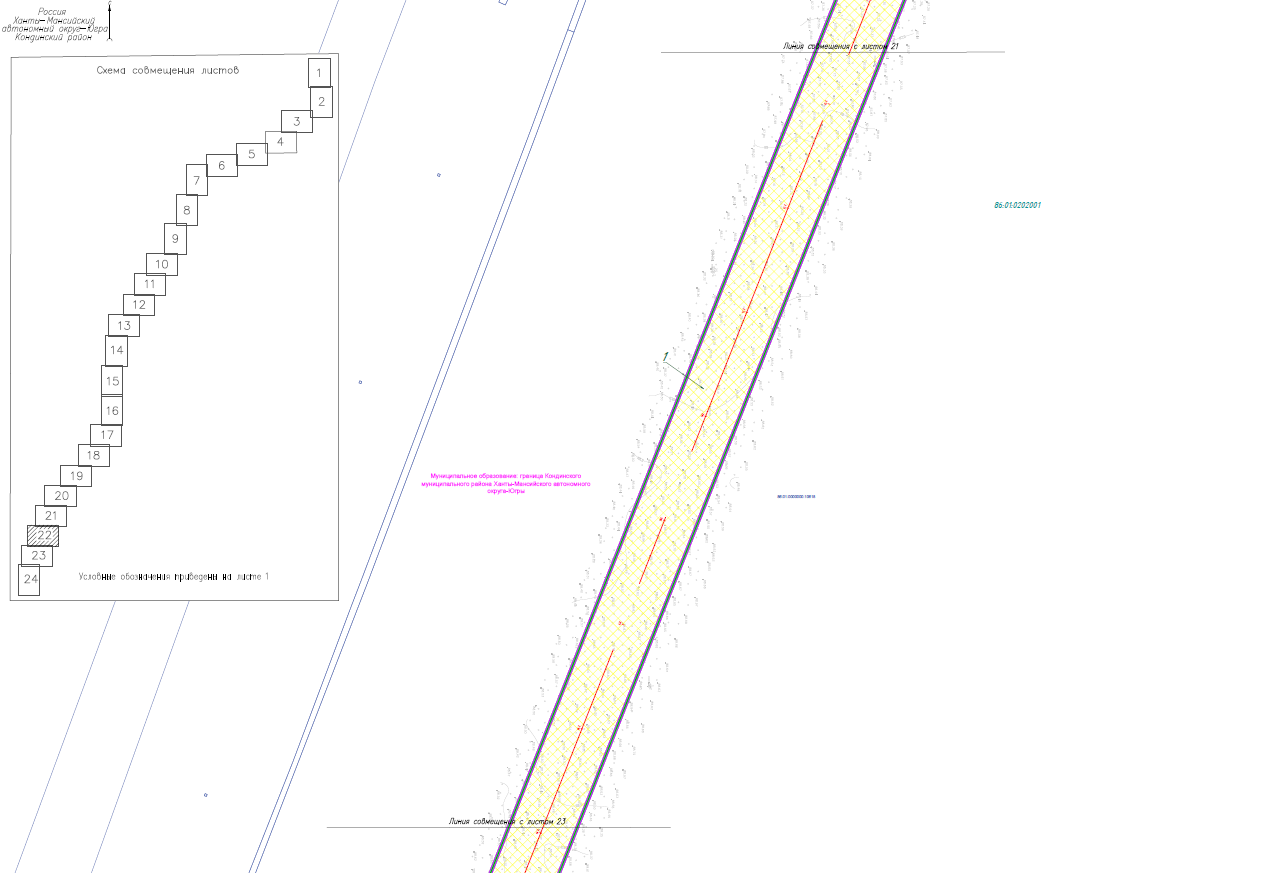 Россия
Ханты-Мансийский
автономный округ-Югра
Кондинский район
Схема совмещения листов
1
2
3
4
5
6
7
8
9
10
11
12
13
14
15
16
17
18
19
20
21
22
23
24
Условные обозначения приведены на листе 1
Линия совмещения с листом 21
86:01:0202001
1
Муниципальное образование: граница Кондинского
муниципального района Ханты-Мансийского автономного
округа-Югры
Линия совмещения с листом 23